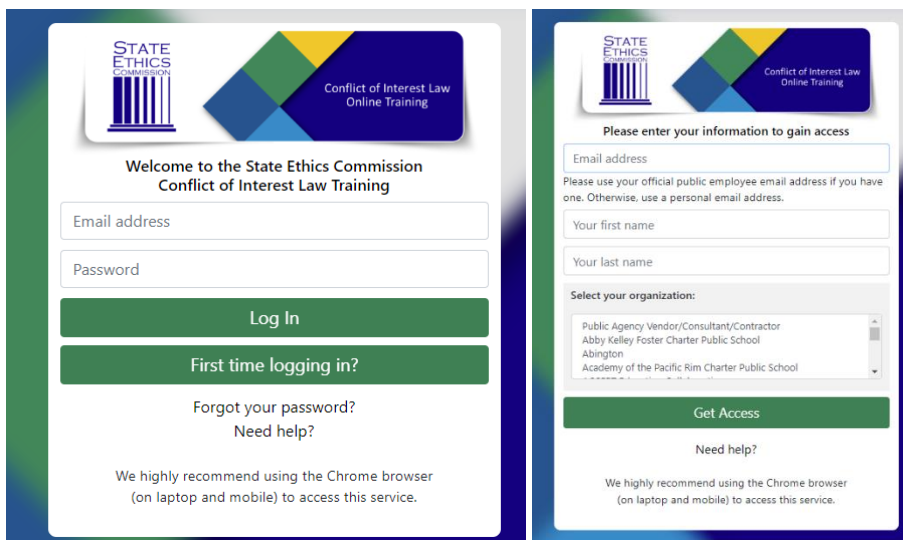 STATE
ETHICS
COMMISSION
Conflict of Interest Law
Online Training
Welcome to the State Ethics Commission
Conflict of Interest Law Training
Email address
Password
Log In
First time logging in?
Forgot your password?
Need help?
We highly recommend using the Chrome browser
(on laptop and mobile) to access this service.
STATE
ETHICS
COMMISSION
Conflict of Interest Law
Online Training
Please enter your information to gain access
Email address
Please use your official public employee email address if you have
one. Otherwise, use a personal email address.
Your first name
Your last name
Select your organization:
Public Agency Vendor/Consultant/Contractor
Abby Kelley Foster Charter Public School
Abington
Academy of the Pacific Rim Charter Public School
Get Access
Need help?
We highly recommend using the Chrome browser
(on laptop and mobile) to access this service.